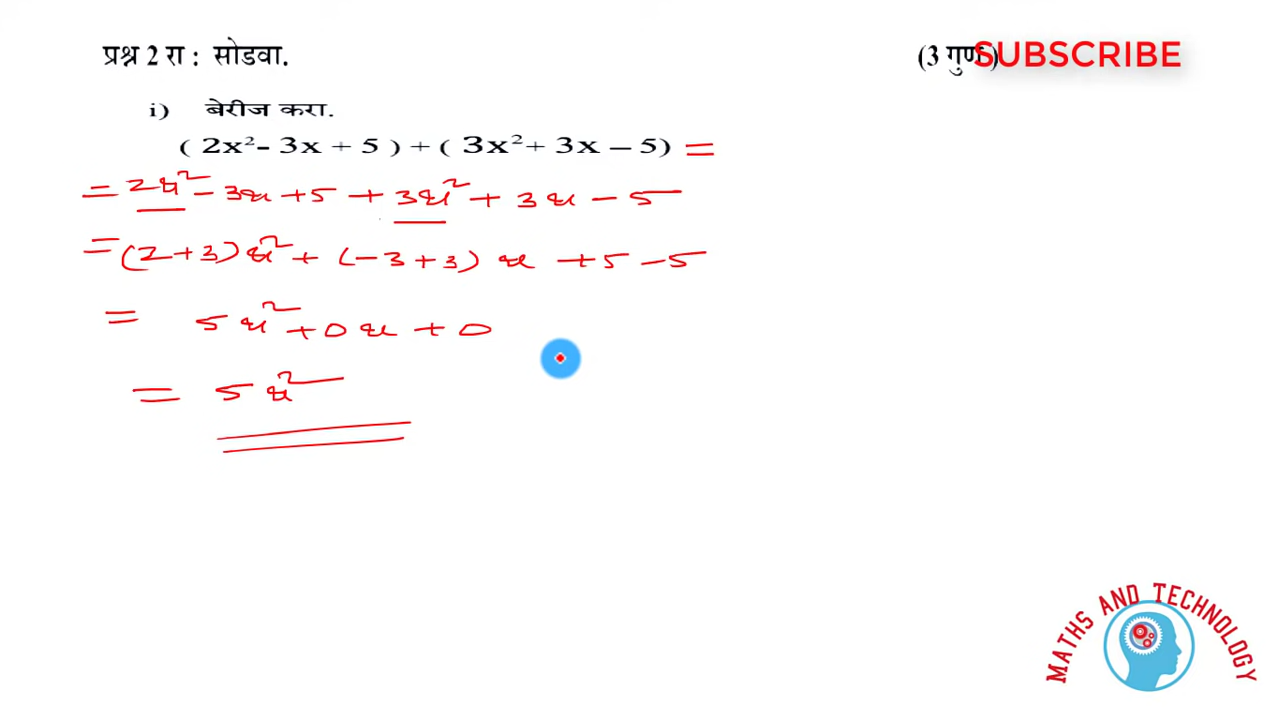 प्रश्न 2 रा : सोडवा. (3 गुण)
SUBSCRIBE
i) बेरीज करा.
( 2x²- 3x + 5 ) + ( 3x²+ 3x – 5) =
= 2x² - 3x + 5 + 3x² + 3x - 5
= (2+3)x² + (-3+3) x + 5 - 5
= 5x² + 0x + 0
= 5x²
MATHS AND TECHNOLOGY